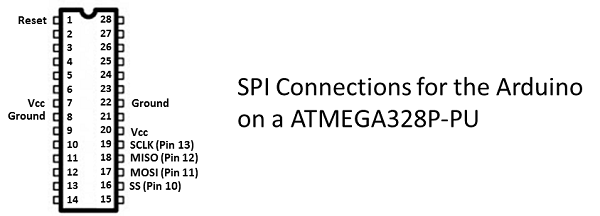 Reset 1 28
2 27
3 26
4 25
5 24
6 23
Vcc 7 22 Ground
Ground 8 21
9 20 Vcc
10 19 SCLK (Pin 13)
11 18 MISO (Pin 12)
12 17 MOSI (Pin 11)
13 16 SS (Pin 10)
14 15
SPI Connections for the Arduino
on a ATMEGA328P-PU